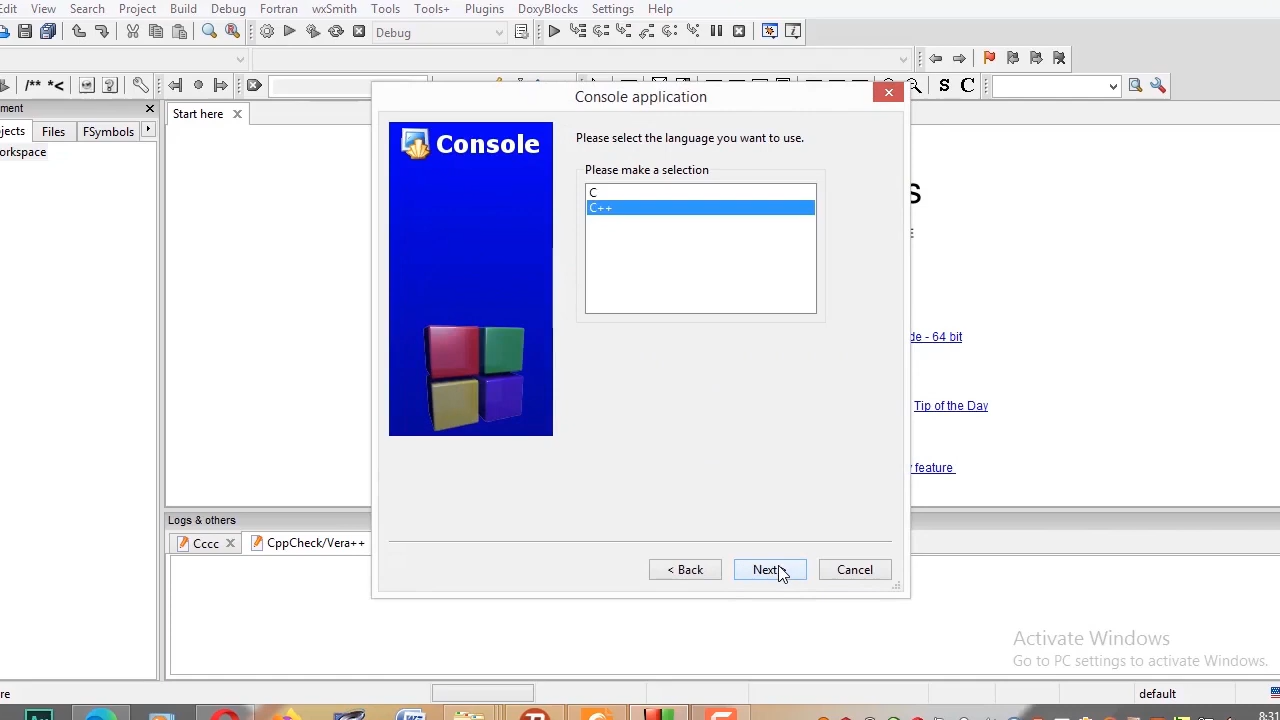 Edit View Search Project Build Debug Fortran wxSmith Tools Tools+ Plugins DoxyBlocks Settings Help
Debug
/** *<
S C
Console application
Start here
Files
FSymbols
Console
Please select the language you want to use.
Please make a selection
C
C++
de - 64 bit
Tip of the Day
feature
Logs & others
Cccc
CppCheck/Vera++
< Back
Next >
Cancel
Activate Windows
Go to PC settings to activate Windows.
default